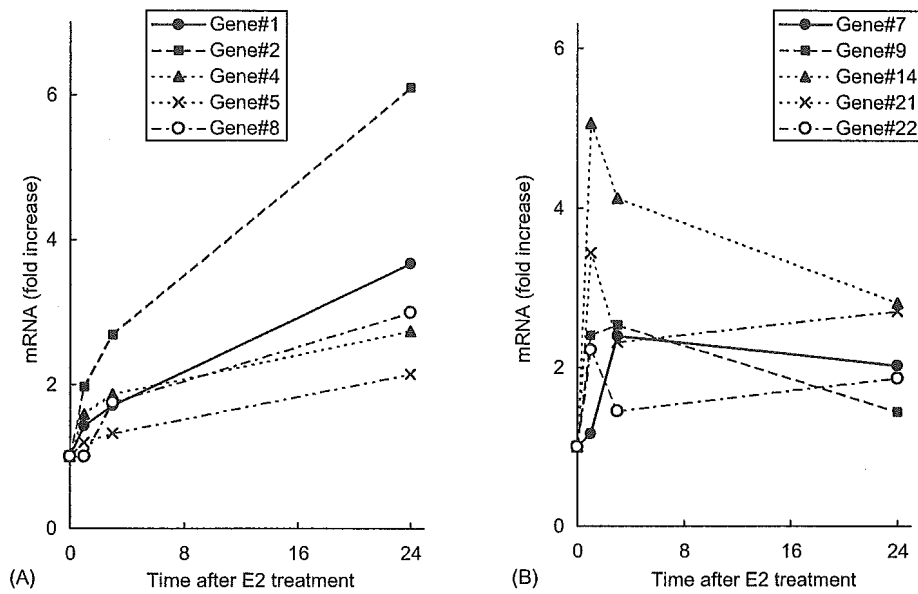 Gene#1
Gene#2
Gene#4
Gene#5
Gene#8
mRNA (fold increase)
6
4
2
0
0
8
16
24
(A)
Time after E2 treatment
Gene#7
Gene#9
Gene#14
Gene#21
Gene#22
mRNA (fold increase)
6
4
2
0
0
8
16
24
(B)
Time after E2 treatment